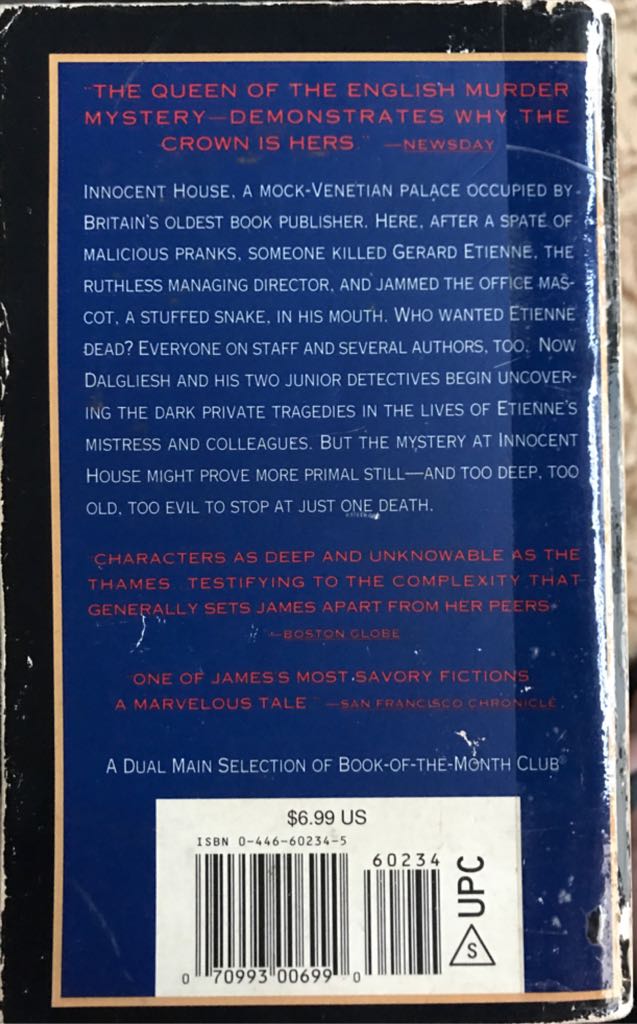 "THE QUEEN OF THE ENGLISH MURDER
MYSTERY—DEMONSTRATES WHY THE
CROWN IS HERS." —NEWSDAY
INNOCENT HOUSE, A MOCK-VENETIAN PALACE OCCUPIED BY
BRITAIN'S OLDEST BOOK PUBLISHER. HERE, AFTER A SPATE OF
MALICIOUS PRANKS, SOMEONE KILLED GERARD ETIENNE, THE
RUTHLESS MANAGING DIRECTOR, AND JAMMED THE OFFICE MAS-
COT, A STUFFED SNAKE, IN HIS MOUTH. WHO WANTED ETIENNE
DEAD? EVERYONE ON STAFF AND SEVERAL AUTHORS, TOO. NOW
DALGLIESH AND HIS TWO JUNIOR DETECTIVES BEGIN UNCOVER-
ING THE DARK PRIVATE TRAGEDIES IN THE LIVES OF ETIENNE'S
MISTRESS AND COLLEAGUES. BUT THE MYSTERY AT INNOCENT
HOUSE MIGHT PROVE MORE PRIMAL STILL—AND TOO DEEP, TOO
OLD, TOO EVIL TO STOP AT JUST ONE DEATH.
"CHARACTERS AS DEEP AND UNKNOWABLE AS THE
THAMES...TESTIFYING TO THE COMPLEXITY THAT
GENERALLY SETS JAMES APART FROM HER PEERS."
—BOSTON GLOBE
"ONE OF JAMES'S MOST SAVORY FICTIONS...
A MARVELOUS TALE." —SAN FRANCISCO CHRONICLE
A DUAL MAIN SELECTION OF BOOK-OF-THE-MONTH CLUB®
$6.99 US
ISBN 0-446-60234-5
60234
UPC
S
0 70993 00699 0